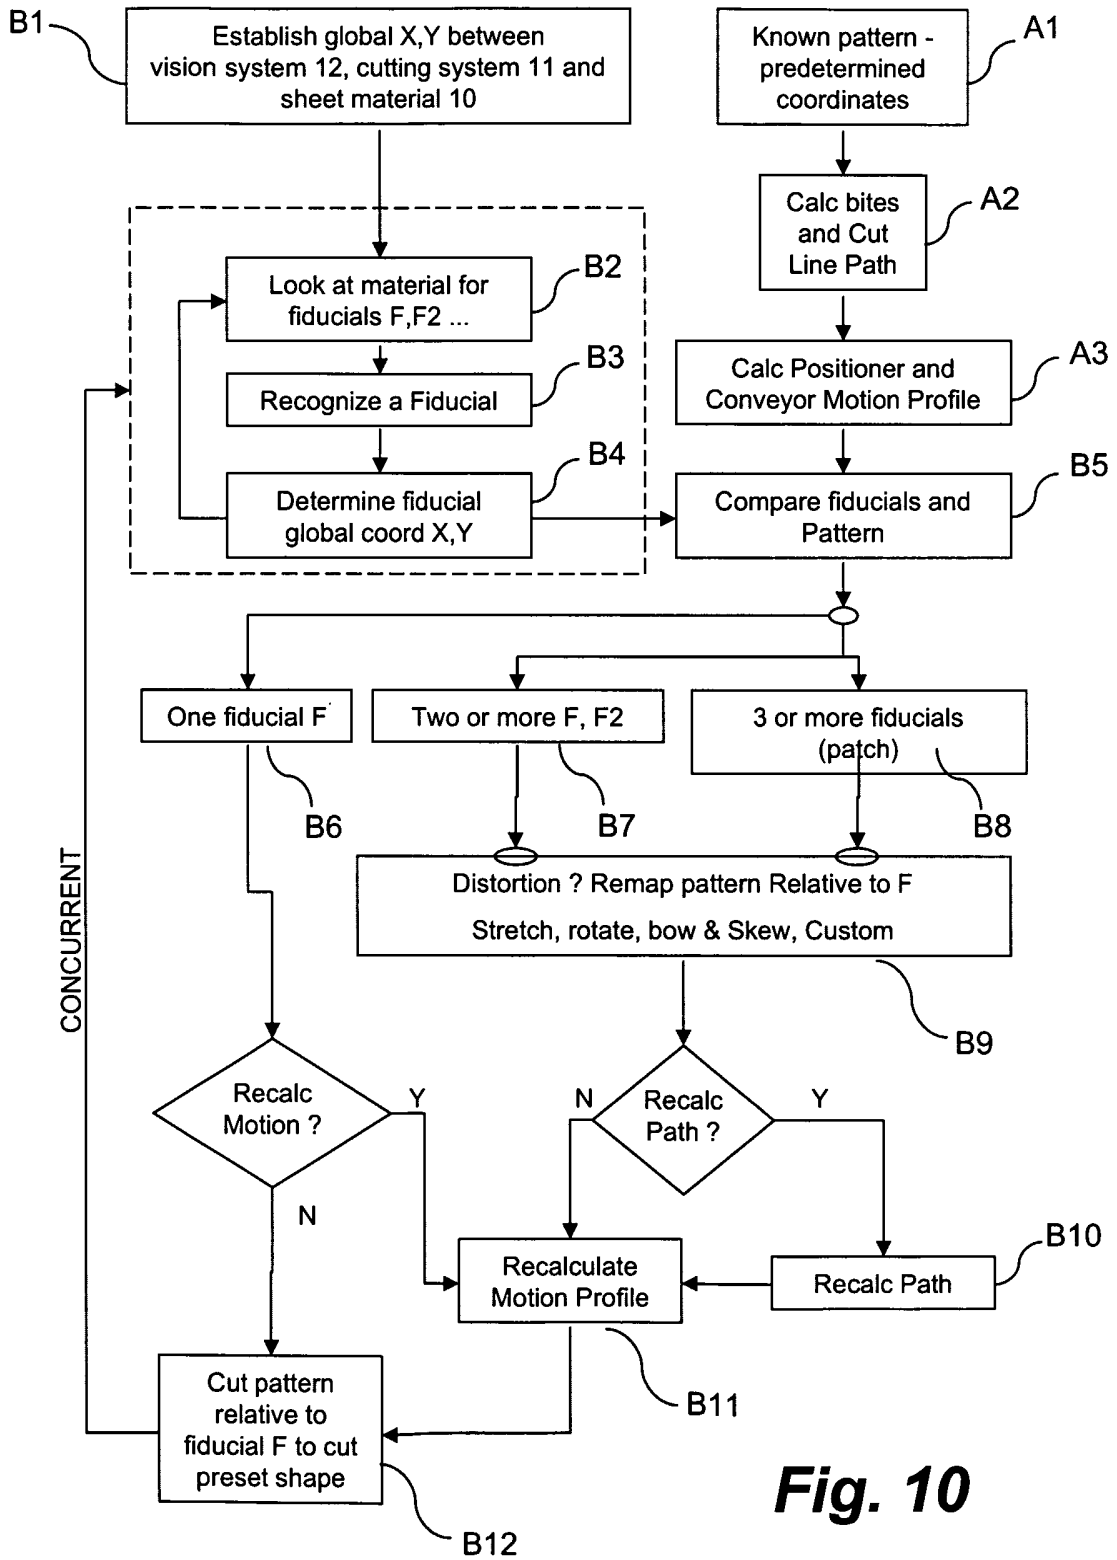 B1
Establish global X,Y between
vision system 12, cutting system 11 and
sheet material 10
Known pattern -
predetermined
coordinates
A1
Calc bites
and Cut
Line Path
A2
Look at material for
fiducials F,F2 ...
B2
Recognize a Fiducial
B3
Calc Positioner and
Conveyor Motion Profile
A3
Determine fiducial
global coord X,Y
B4
Compare fiducials and
Pattern
B5
One fiducial F
B6
Two or more F, F2
B7
3 or more fiducials
(patch)
B8
CONCURRENT
Distortion ? Remap pattern Relative to F
Stretch, rotate, bow & Skew, Custom
B9
Recalc
Motion ?
Y
N
Recalc
Path ?
N
Y
Recalculate
Motion Profile
B11
Recalc Path
B10
Cut pattern
relative to
fiducial F to cut
preset shape
B12
Fig. 10